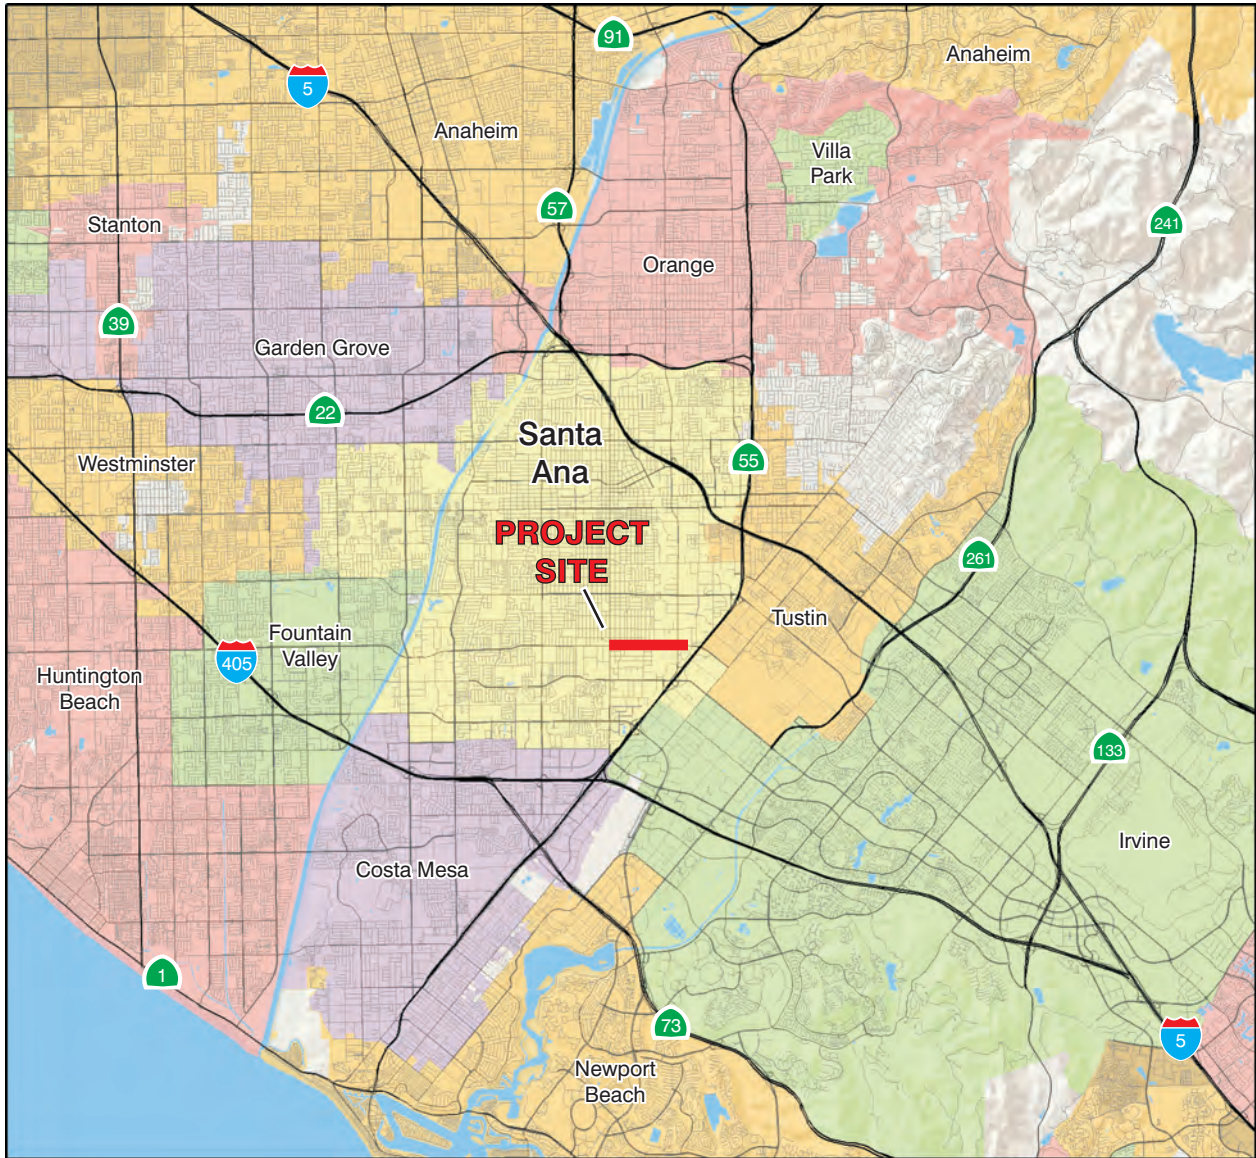 91
Anaheim
5
Anaheim
Villa
Park
57
Stanton
241
Orange
39
Garden Grove
22
Santa
Ana
Westminster
55
PROJECT
SITE
261
Tustin
Fountain
Valley
405
Huntington
Beach
133
Irvine
Costa Mesa
1
73
5
Newport
Beach